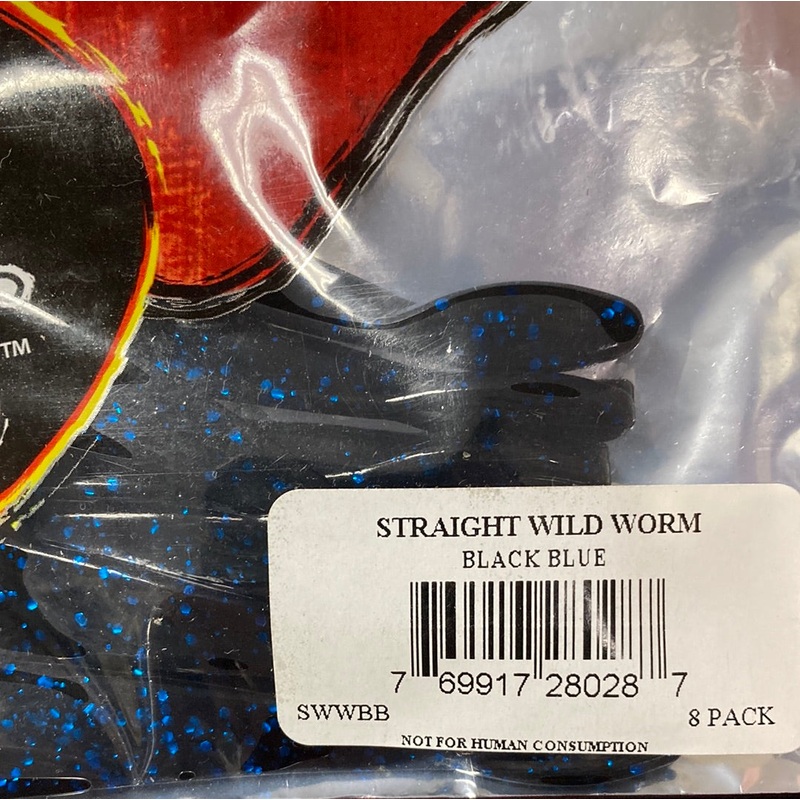 TM
STRAIGHT WILD WORM
BLACK BLUE
7 69917 28028 7
SWWBB
8 PACK
NOT FOR HUMAN CONSUMPTION